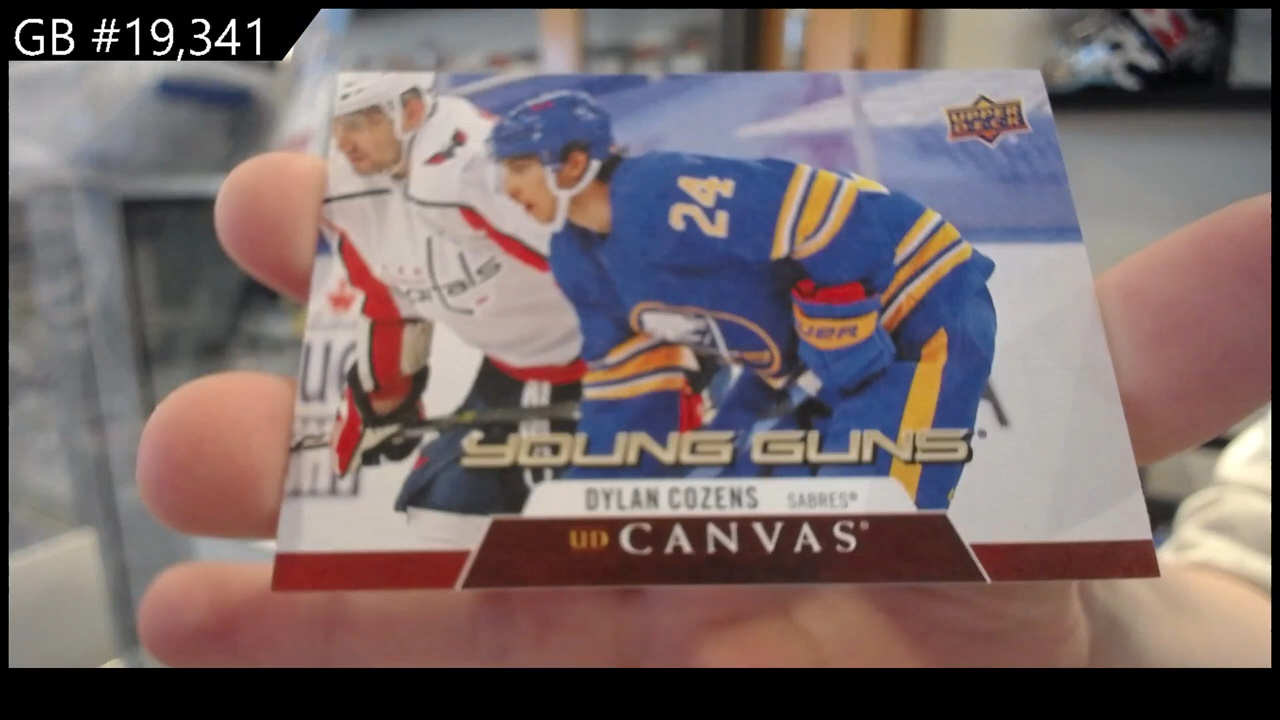 GB #19,341
UPPER
DECK
24
Capitals
YOUNG GUNS
DYLAN COZENS SABRES®
UD CANVAS®